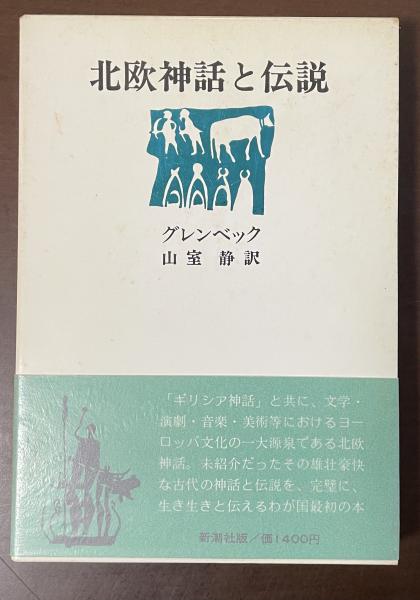 北欧神話と伝説
グレンベック
山室 静 訳
「ギリシア神話」と共に、文学・
演劇・音楽・美術等におけるヨー
ロッパ文化の一大源泉である北欧
神話。未紹介だったその雄壮豪快
な古代の神話と伝説を、完璧に、
生き生きと伝えるわが国最初の本
新潮社版/価1400円